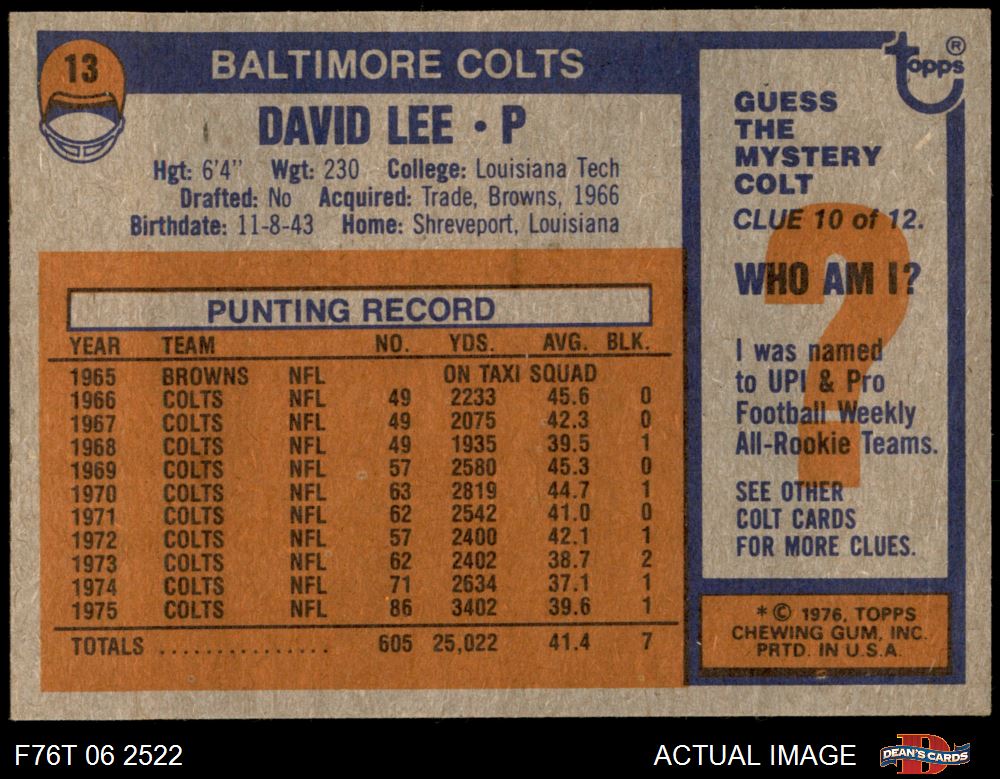 13
BALTIMORE COLTS
DAVID LEE • P
Hgt: 6'4" Wgt: 230 College: Louisiana Tech
Drafted: No Acquired: Trade, Browns, 1966
Birthdate: 11-8-43 Home: Shreveport, Louisiana
PUNTING RECORD
YEAR TEAM NO. YDS. AVG. BLK.
1965 BROWNS NFL ON TAXI SQUAD
1966 COLTS NFL 49 2233 45.6 0
1967 COLTS NFL 49 2075 42.3 0
1968 COLTS NFL 49 1935 39.5 1
1969 COLTS NFL 57 2580 45.3 0
1970 COLTS NFL 63 2819 44.7 1
1971 COLTS NFL 62 2542 41.0 0
1972 COLTS NFL 57 2400 42.1 1
1973 COLTS NFL 62 2402 38.7 2
1974 COLTS NFL 71 2634 37.1 1
1975 COLTS NFL 86 3402 39.6 1
TOTALS ............... 605 25,022 41.4 7
topps ®
GUESS
THE
MYSTERY
COLT
CLUE 10 of 12.
WHO AM I?
?
I was named
to UPI & Pro
Football Weekly
All-Rookie Teams.
SEE OTHER
COLT CARDS
FOR MORE CLUES.
* © 1976, TOPPS
CHEWING GUM, INC.
PRTD. IN U.S.A.
F76T 06 2522
ACTUAL IMAGE
D
DEAN'S CARDS